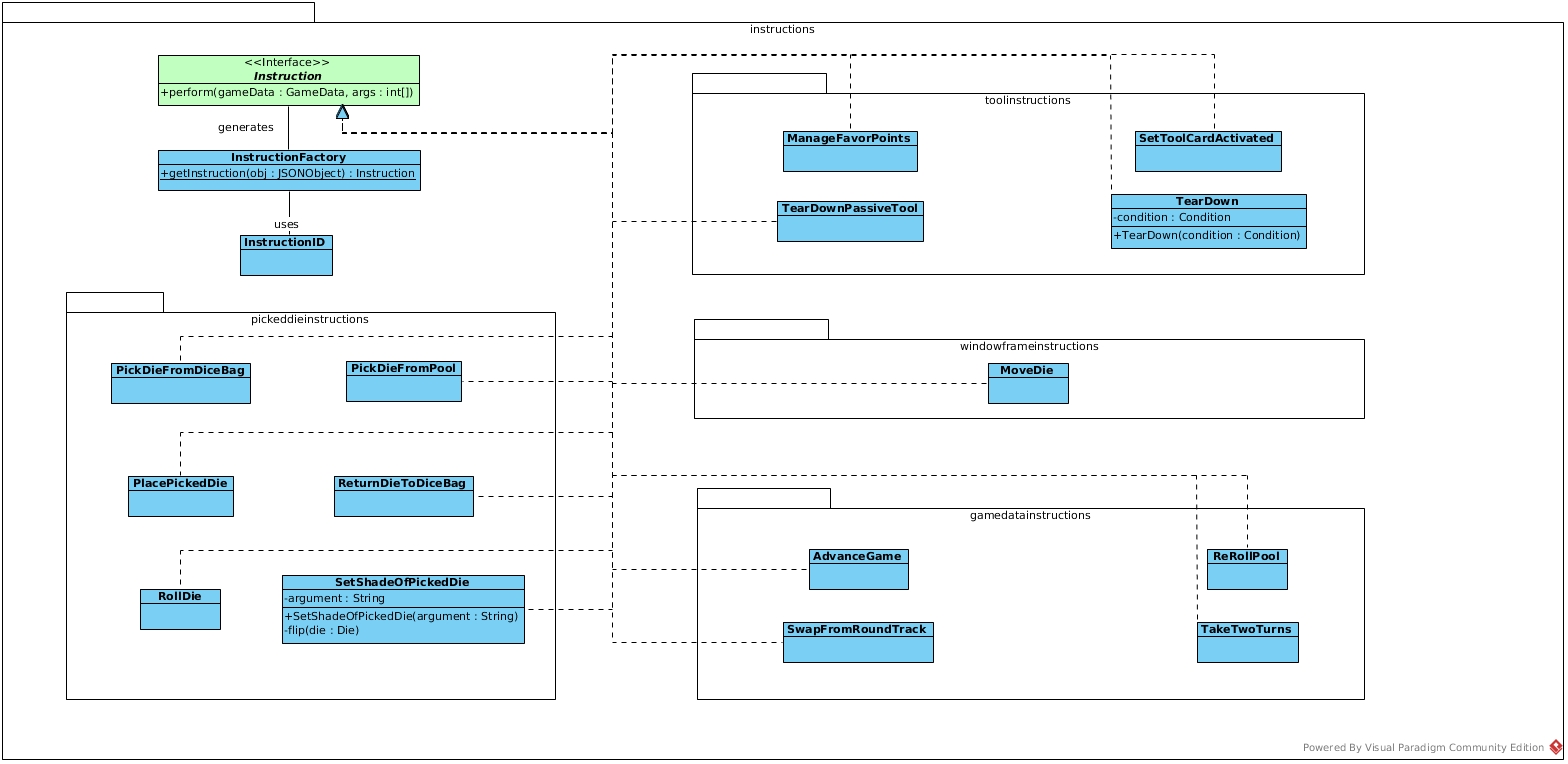 instructions
<<Interface>>
Instruction
+perform(gameData : GameData, args : int[])
generates
InstructionFactory
+getInstruction(obj : JSONObject) : Instruction
uses
InstructionID
toolinstructions
ManageFavorPoints
SetToolCardActivated
TearDownPassiveTool
TearDown
-condition : Condition
+TearDown(condition : Condition)
pickeddieinstructions
PickDieFromDiceBag
PickDieFromPool
PlacePickedDie
ReturnDieToDiceBag
RollDie
SetShadeOfPickedDie
-argument : String
+SetShadeOfPickedDie(argument : String)
-flip(die : Die)
windowframeinstructions
MoveDie
gamedatainstructions
AdvanceGame
ReRollPool
SwapFromRoundTrack
TakeTwoTurns
Powered By Visual Paradigm Community Edition